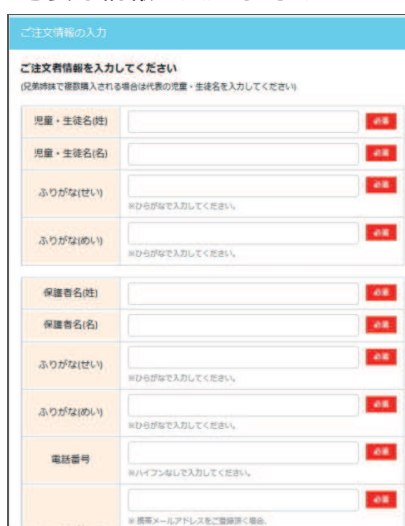 ご注文情報の入力
ご注文者情報を入力してください
(兄弟姉妹で複数購入される場合は代表の児童・生徒名を入力してください)
児童・生徒名(姓) 必須
児童・生徒名(名) 必須
ふりがな(せい) 必須
※ひらがなで入力してください。
ふりがな(めい) 必須
※ひらがなで入力してください。
保護者名(姓) 必須
保護者名(名) 必須
ふりがな(せい) 必須
※ひらがなで入力してください。
ふりがな(めい) 必須
※ひらがなで入力してください。
電話番号 必須
※ハイフンなしで入力してください。
必須
※携帯メールアドレスをご登録頂く場合、